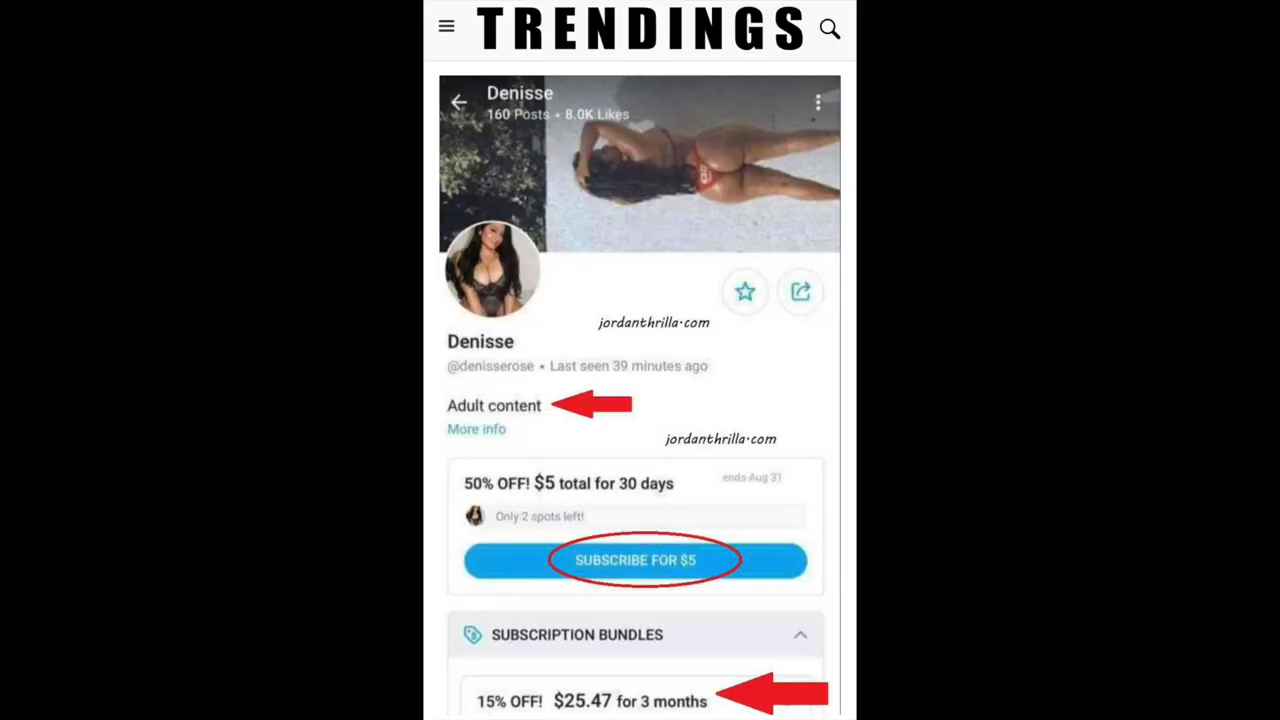 TRENDINGS
Denisse
160 Posts • 8.0K Likes
jordanthrilla.com
Denisse
@denisserose • Last seen 39 minutes ago
Adult content
More info
jordanthrilla.com
50% OFF! $5 total for 30 days
ends Aug 31
Only 2 spots left!
SUBSCRIBE FOR $5
SUBSCRIPTION BUNDLES
15% OFF! $25.47 for 3 months